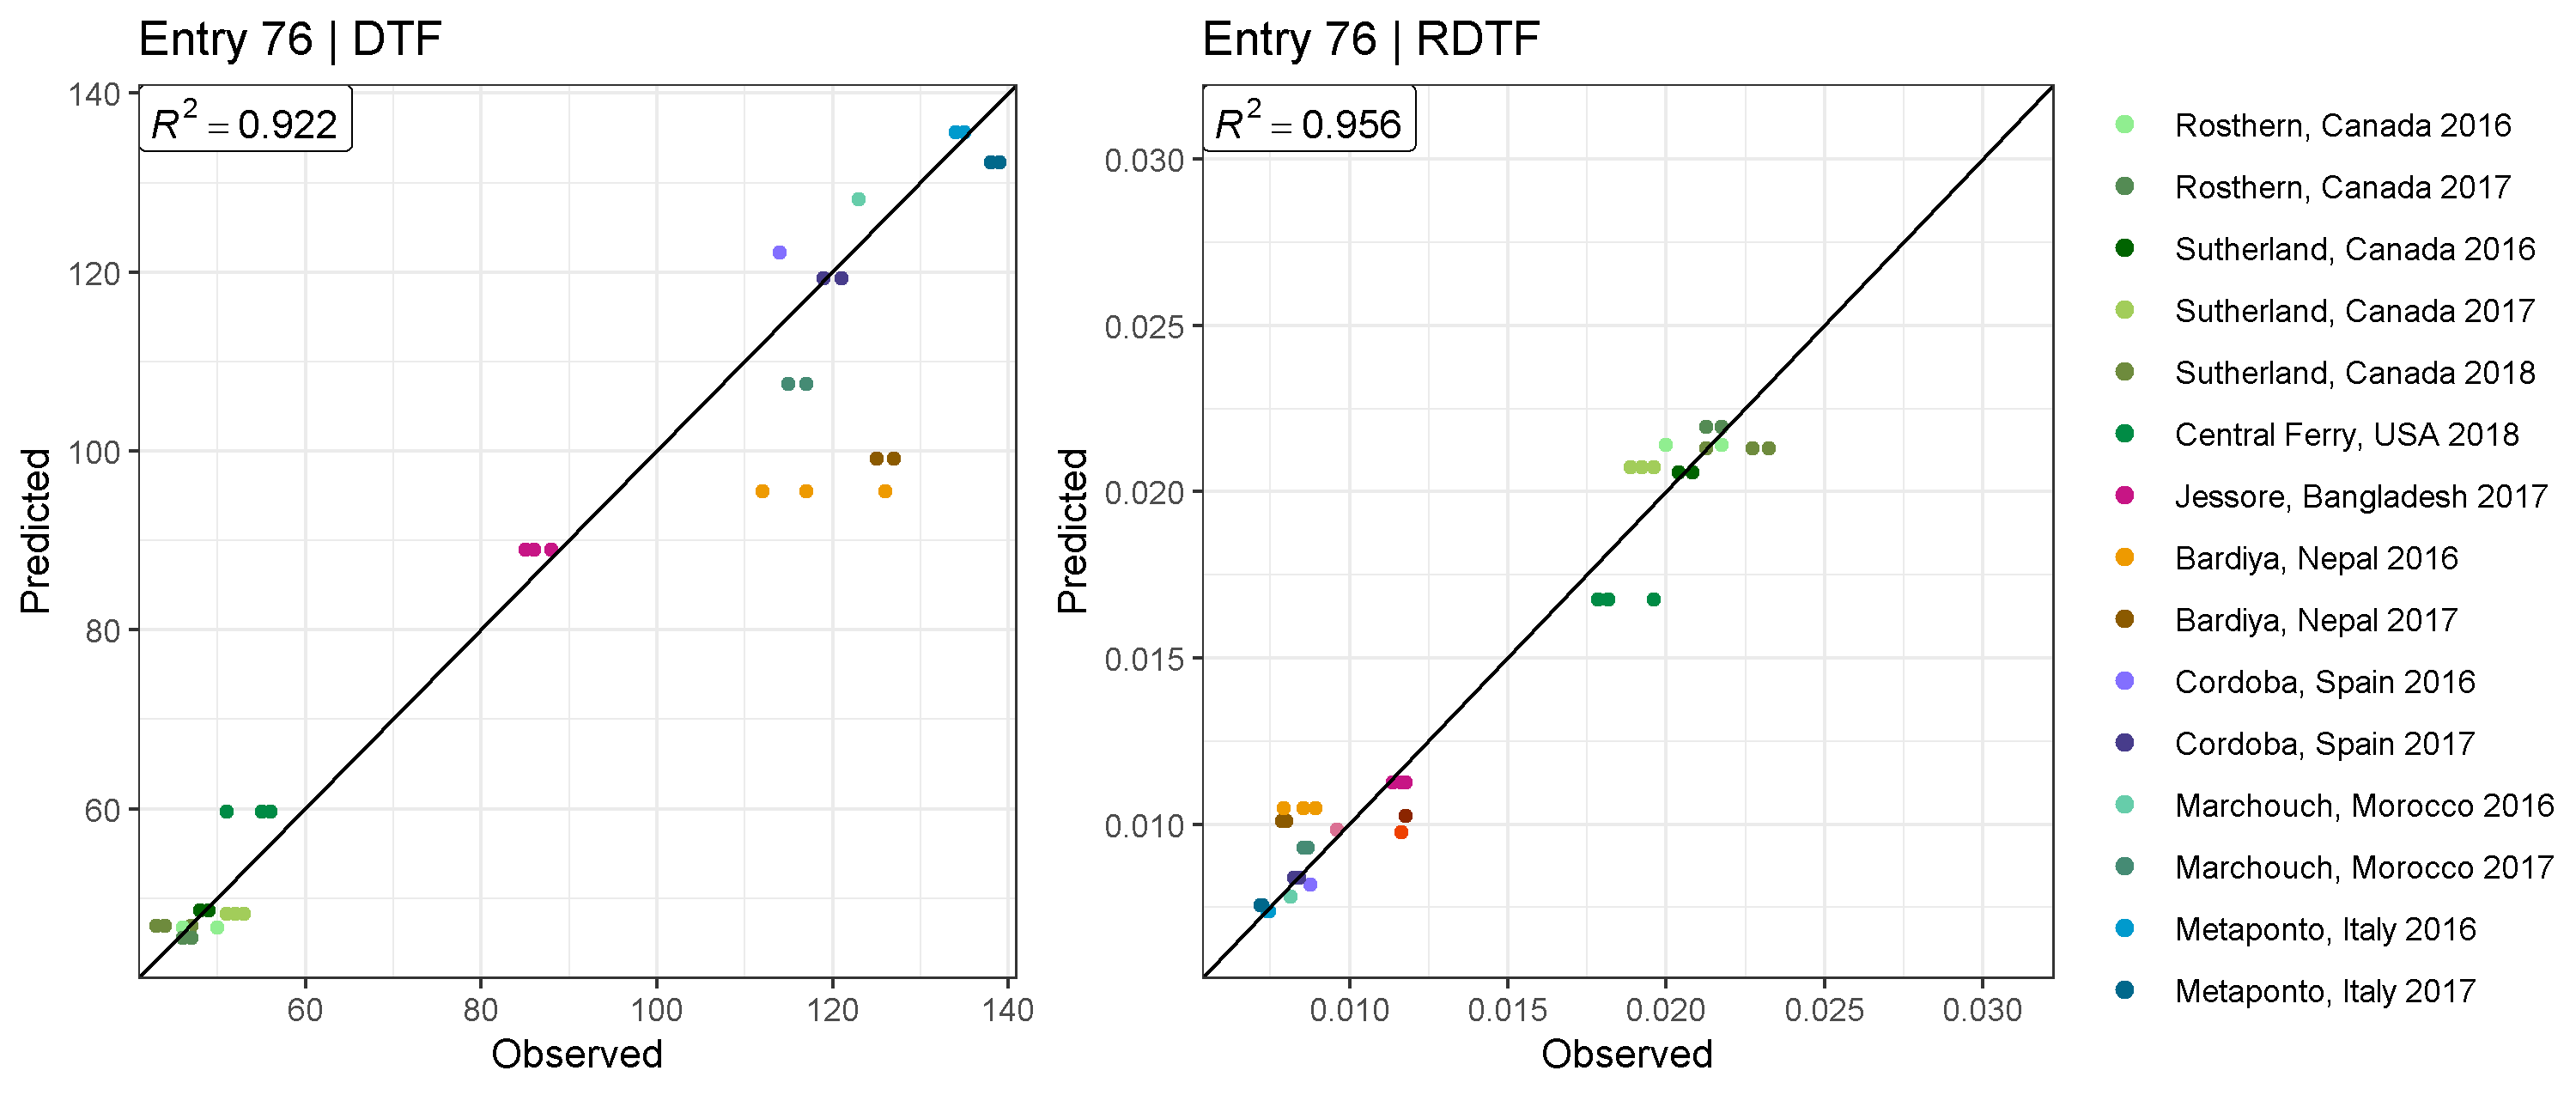 Entry 76 | DTF
R² = 0.922
140
120
100
80
60
Predicted
60 80 100 120 140
Observed
Entry 76 | RDTF
R² = 0.956
0.030
0.025
0.020
0.015
0.010
Predicted
0.010 0.015 0.020 0.025 0.030
Observed
Rosthern, Canada 2016
Rosthern, Canada 2017
Sutherland, Canada 2016
Sutherland, Canada 2017
Sutherland, Canada 2018
Central Ferry, USA 2018
Jessore, Bangladesh 2017
Bardiya, Nepal 2016
Bardiya, Nepal 2017
Cordoba, Spain 2016
Cordoba, Spain 2017
Marchouch, Morocco 2016
Marchouch, Morocco 2017
Metaponto, Italy 2016
Metaponto, Italy 2017